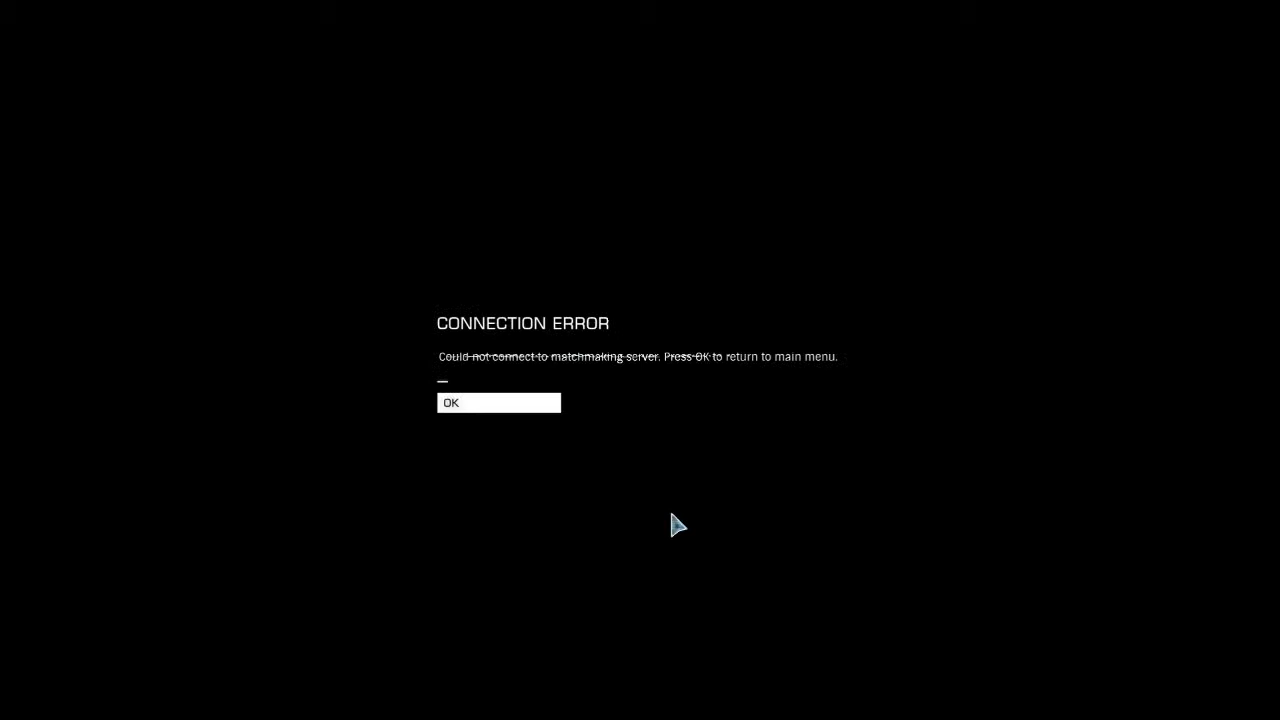 CONNECTION ERROR
Could not connect to matchmaking server. Press OK to return to main menu.
OK